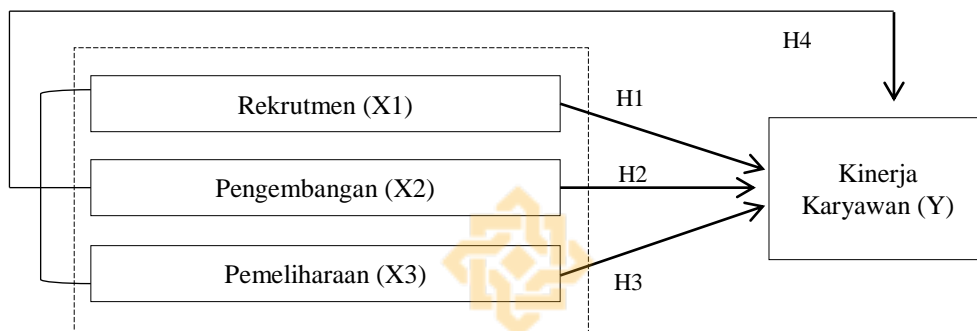 H4
Rekrutmen (X1)
H1
Pengembangan (X2)
H2
Kinerja
Karyawan (Y)
Pemeliharaan (X3)
H3